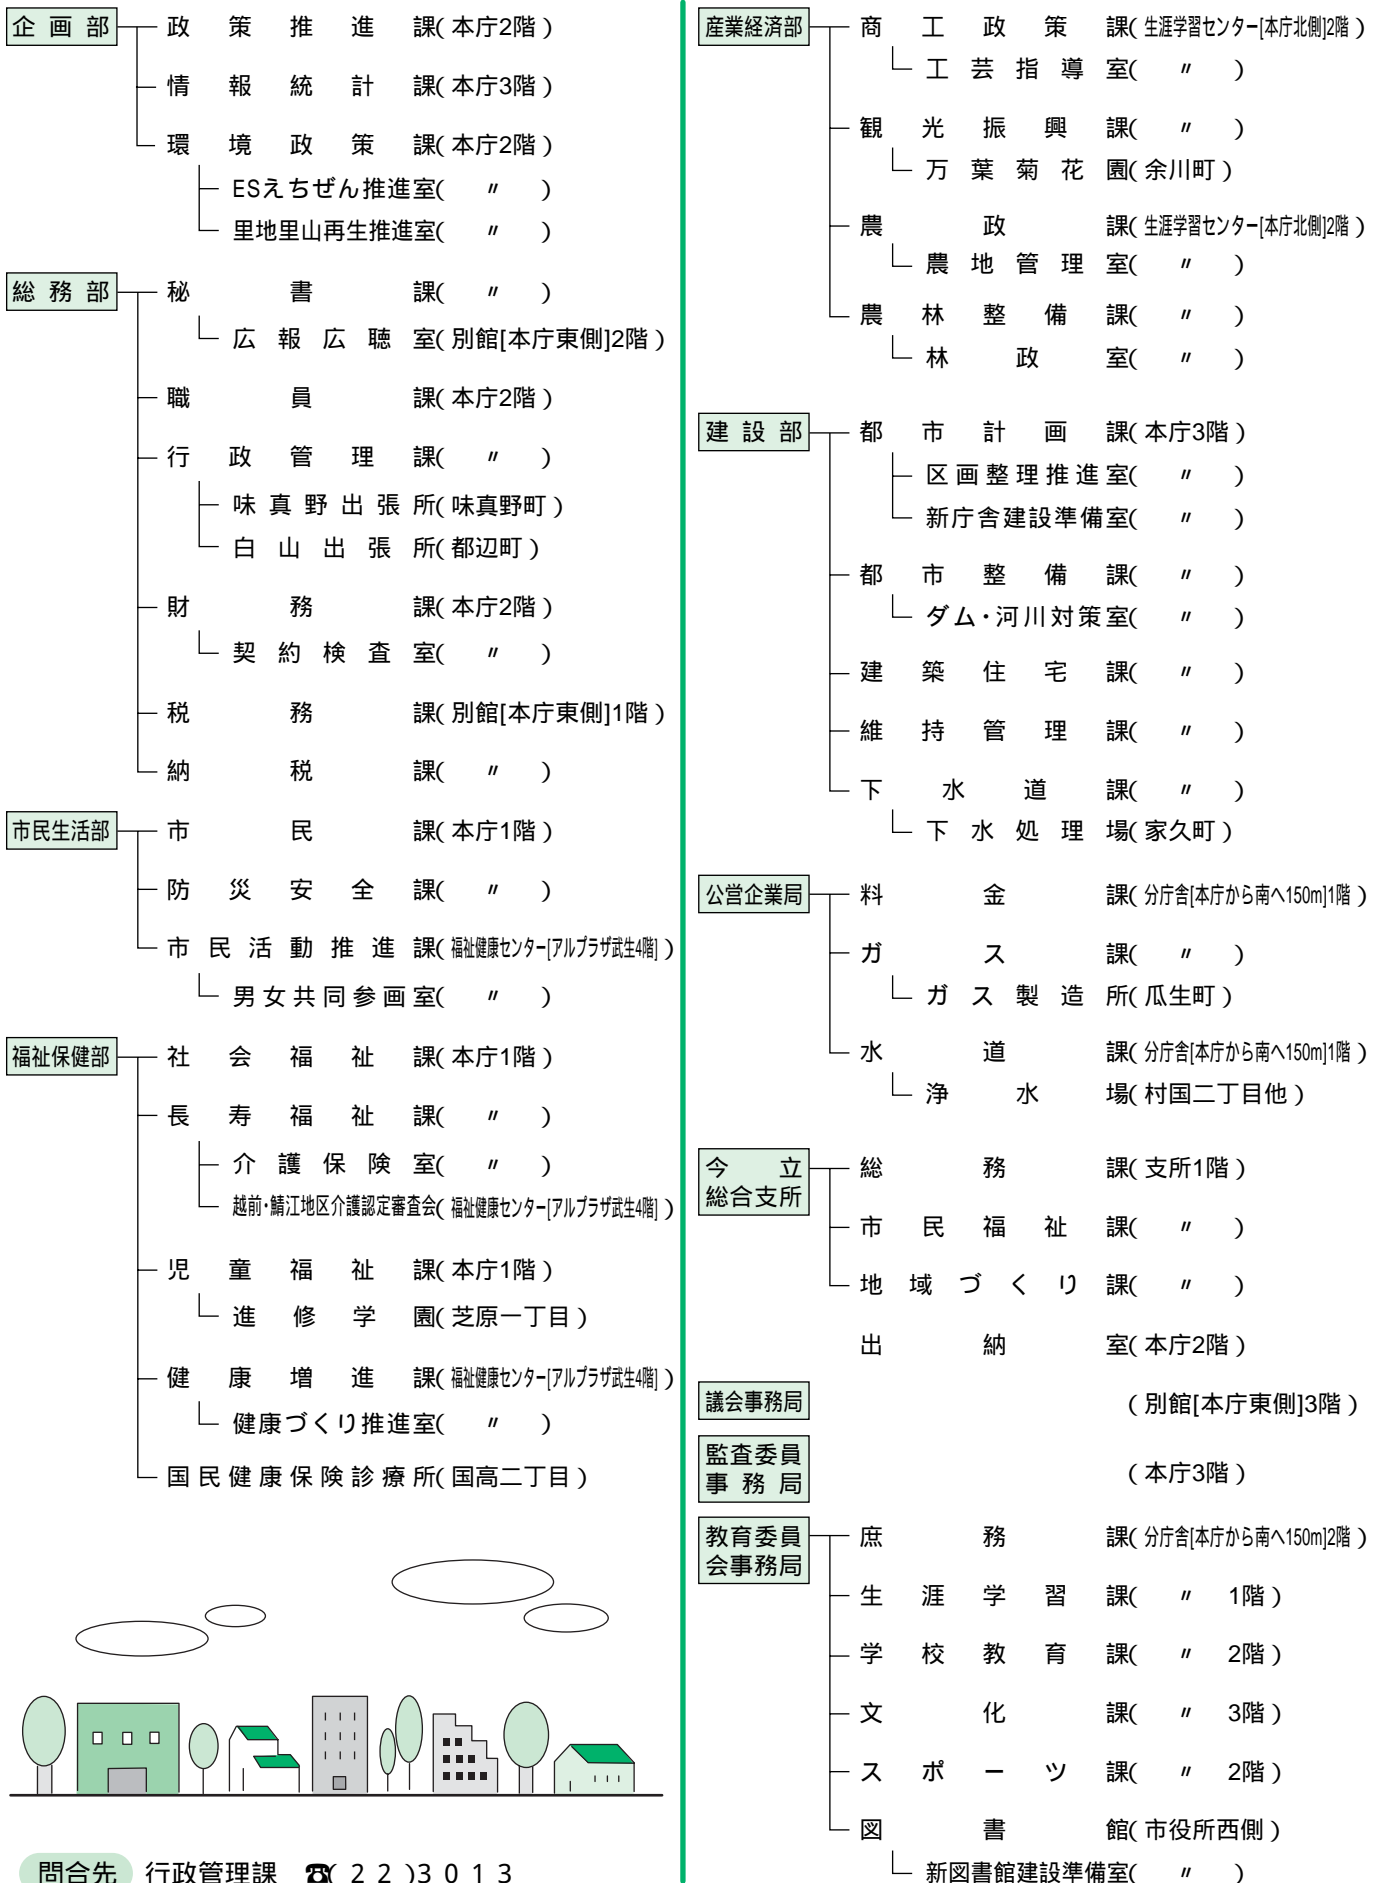 企画部 政策推進課(本庁2階)
情報統計課(本庁3階)
環境政策課(本庁2階)
ESえちぜん推進室(〃)
里地里山再生推進室(〃)
総務部 秘書課(〃)
広報広聴室(別館[本庁東側]2階)
職員課(本庁2階)
行政管理課(〃)
味真野出張所(味真野町)
白山出張所(都辺町)
財務課(本庁2階)
契約検査室(〃)
税務課(別館[本庁東側]1階)
納税課(〃)
市民生活部 市民課(本庁1階)
防災安全課(〃)
市民活動推進課(福祉健康センター[アルプラザ武生4階])
男女共同参画室(〃)
福祉保健部 社会福祉課(本庁1階)
長寿福祉課(〃)
介護保険室(〃)
越前・鯖江地区介護認定審査会(福祉健康センター[アルプラザ武生4階])
児童福祉課(本庁1階)
進修学園(芝原一丁目)
健康増進課(福祉健康センター[アルプラザ武生4階])
健康づくり推進室(〃)
国民健康保険診療所(国高二丁目)
問合先 行政管理課 ☎(22)3013
産業経済部 商工政策課(生涯学習センター[本庁北側]2階)
工芸指導室(〃)
観光振興課(〃)
万葉菊花園(余川町)
農政課(生涯学習センター[本庁北側]2階)
農地管理室(〃)
農林整備課(〃)
林政室(〃)
建設部 都市計画課(本庁3階)
区画整理推進室(〃)
新庁舎建設準備室(〃)
都市整備課(〃)
ダム・河川対策室(〃)
建築住宅課(〃)
維持管理課(〃)
下水道課(〃)
下水処理場(家久町)
公営企業局 料金課(分庁舎[本庁から南へ150m]1階)
ガス課(〃)
ガス製造所(瓜生町)
水道課(分庁舎[本庁から南へ150m]1階)
浄水場(村国二丁目他)
今立
総合支所 総務課(支所1階)
市民福祉課(〃)
地域づくり課(〃)
出納室(本庁2階)
議会事務局 (別館[本庁東側]3階)
監査委員
事務局 (本庁3階)
教育委員
会事務局 庶務課(分庁舎[本庁から南へ150m]2階)
生涯学習課(〃 1階)
学校教育課(〃 2階)
文化課(〃 3階)
スポーツ課(〃 2階)
図書館(市役所西側)
新図書館建設準備室(〃)